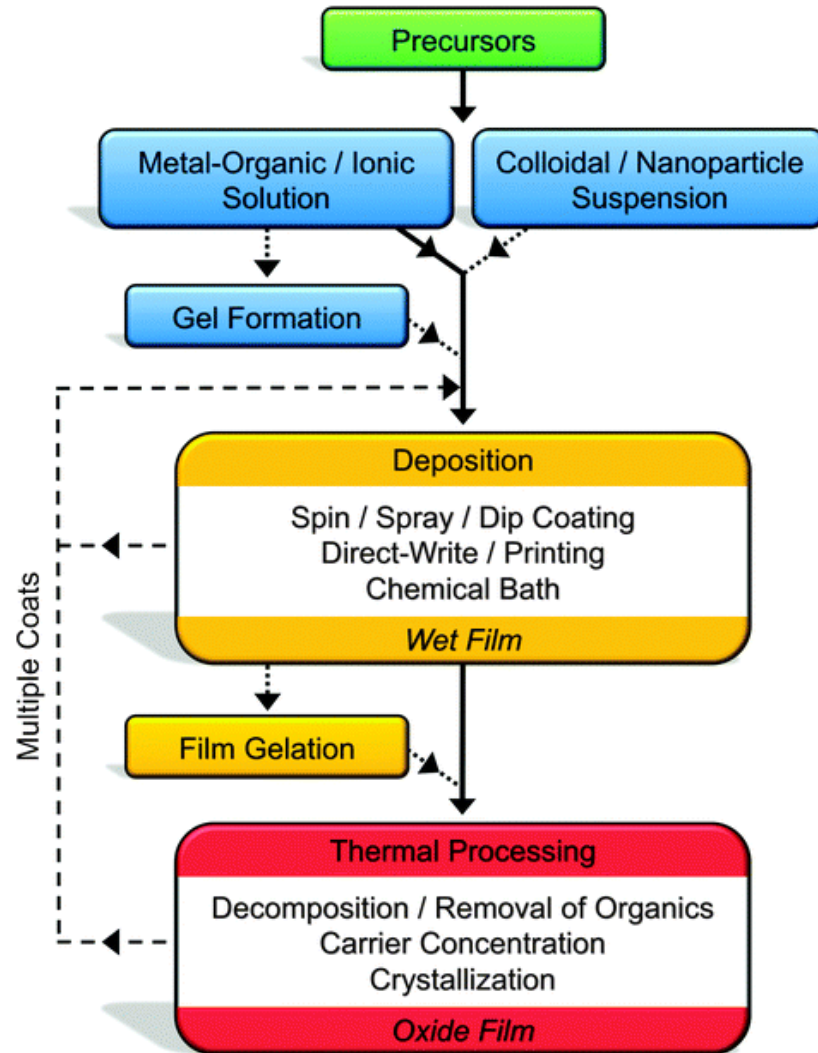 Precursors
Metal-Organic / Ionic
Solution
Colloidal / Nanoparticle
Suspension
Gel Formation
Deposition
Spin / Spray / Dip Coating
Direct-Write / Printing
Chemical Bath
Wet Film
Multiple Coats
Film Gelation
Thermal Processing
Decomposition / Removal of Organics
Carrier Concentration
Crystallization
Oxide Film